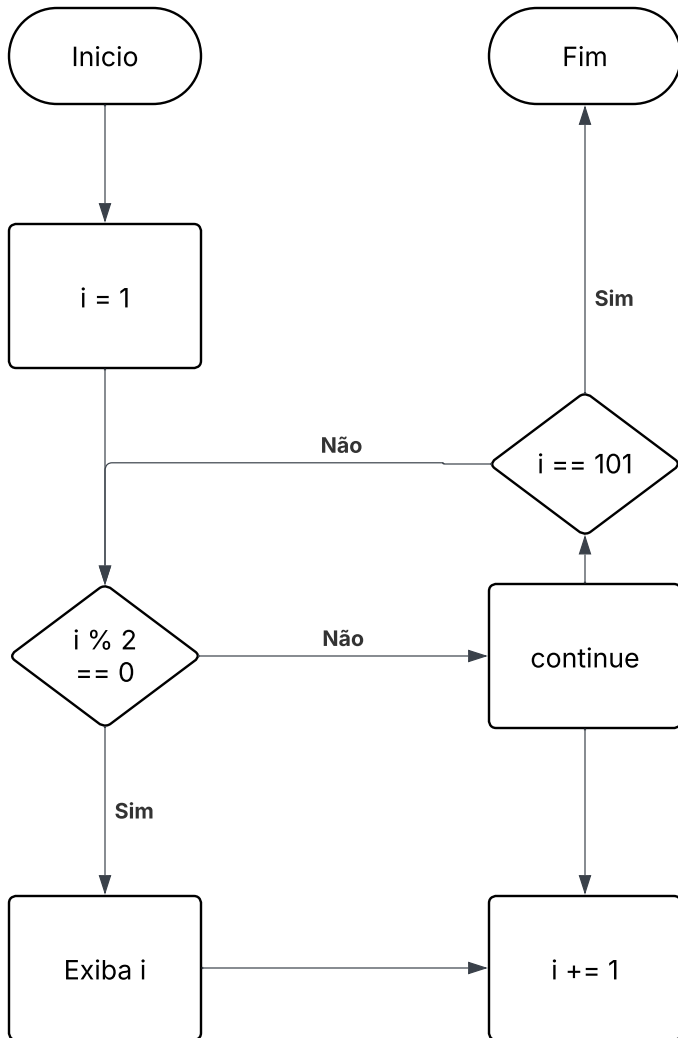 Inicio
Fim
i = 1
Sim
Não
i == 101
i % 2
== 0
Não
continue
Sim
Exiba i
i += 1